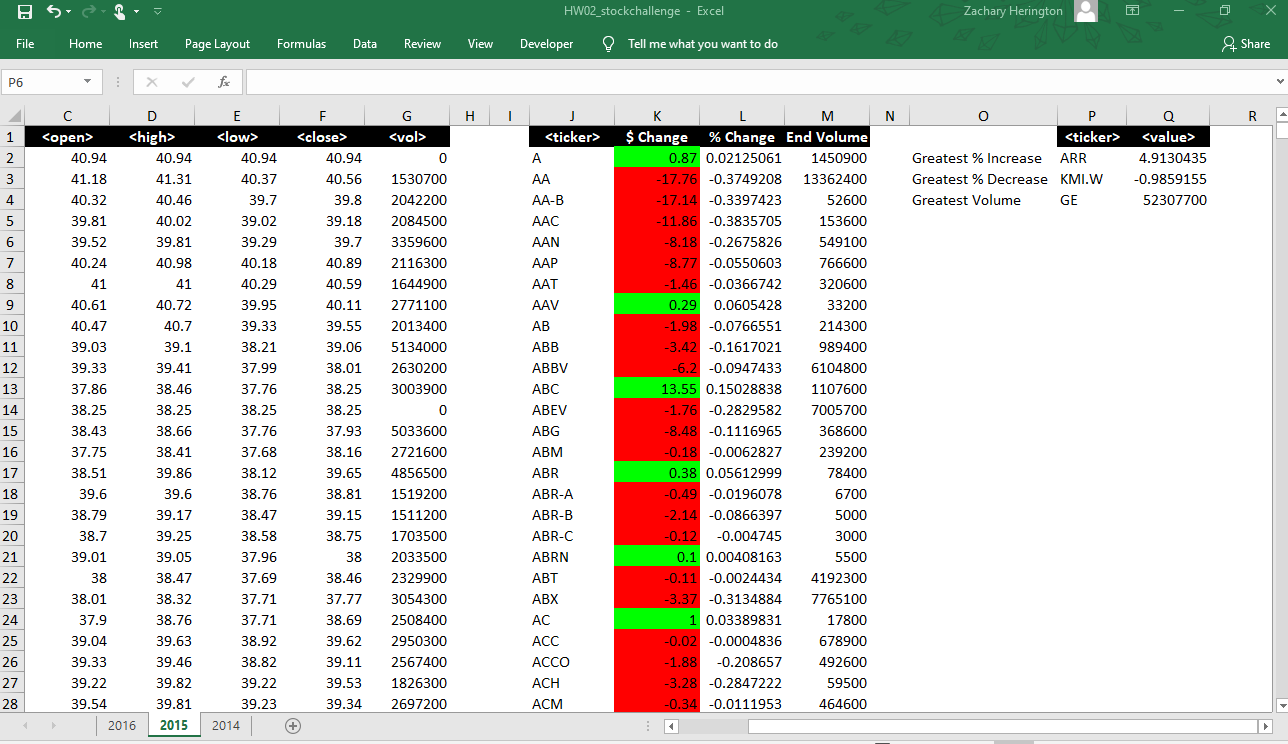 HW02_stockchallenge - Excel
Zachary Herington
File Home Insert Page Layout Formulas Data Review View Developer Tell me what you want to do Share
P6 fx
C D E F G H I J K L M N O P Q R
1 <open> <high> <low> <close> <vol> <ticker> $ Change % Change End Volume <ticker> <value>
2 40.94 40.94 40.94 40.94 0 A 0.87 0.02125061 1450900 Greatest % Increase ARR 4.9130435
3 41.18 41.31 40.37 40.56 1530700 AA -17.76 -0.3749208 13362400 Greatest % Decrease KMI.W -0.9859155
4 40.32 40.46 39.7 39.8 2042200 AA-B -17.14 -0.3397423 52600 Greatest Volume GE 52307700
5 39.81 40.02 39.02 39.18 2084500 AAC -11.86 -0.3835705 153600
6 39.52 39.81 39.29 39.7 3359600 AAN -8.18 -0.2675826 549100
7 40.24 40.98 40.18 40.89 2116300 AAP -8.77 -0.0550603 766600
8 41 41 40.29 40.59 1644900 AAT -1.46 -0.0366742 320600
9 40.61 40.72 39.95 40.11 2771100 AAV 0.29 0.0605428 33200
10 40.47 40.7 39.33 39.55 2013400 AB -1.98 -0.0766551 214300
11 39.03 39.1 38.21 39.06 5134000 ABB -3.42 -0.1617021 989400
12 39.33 39.41 37.99 38.01 2630200 ABBV -6.2 -0.0947433 6104800
13 37.86 38.46 37.76 38.25 3003900 ABC 13.55 0.15028838 1107600
14 38.25 38.25 38.25 38.25 0 ABEV -1.76 -0.2829582 7005700
15 38.43 38.66 37.76 37.93 5033600 ABG -8.48 -0.1116965 368600
16 37.75 38.41 37.68 38.16 2721600 ABM -0.18 -0.0062827 239200
17 38.51 39.86 38.12 39.65 4856500 ABR 0.38 0.05612999 78400
18 39.6 39.6 38.76 38.81 1519200 ABR-A -0.49 -0.0196078 6700
19 38.79 39.17 38.47 39.15 1511200 ABR-B -2.14 -0.0866397 5000
20 38.7 39.25 38.58 38.75 1703500 ABR-C -0.12 -0.004745 3000
21 39.01 39.05 37.96 38 2033500 ABRN 0.1 0.00408163 5500
22 38 38.47 37.69 38.46 2329900 ABT -0.11 -0.0024434 4192300
23 38.01 38.32 37.71 37.77 3054300 ABX -3.37 -0.3134884 7765100
24 37.9 38.76 37.71 38.69 2508400 AC 1 0.03389831 17800
25 39.04 39.63 38.92 39.62 2950300 ACC -0.02 -0.0004836 678900
26 39.33 39.46 38.82 39.11 2567400 ACCO -1.88 -0.208657 492600
27 39.22 39.82 39.22 39.53 1826300 ACH -3.28 -0.2847222 59500
28 39.54 39.81 39.23 39.34 2697200 ACM -0.34 -0.0111953 464600
2016 2015 2014